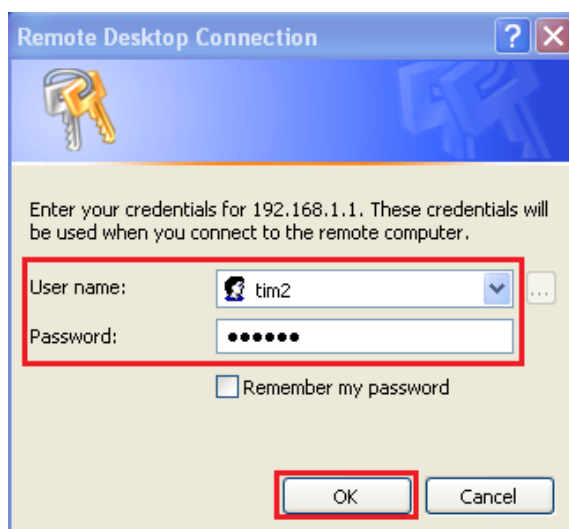 Remote Desktop Connection
Enter your credentials for 192.168.1.1. These credentials will
be used when you connect to the remote computer.
User name: tim2 ...
Password: ●●●●●●
Remember my password
OK Cancel